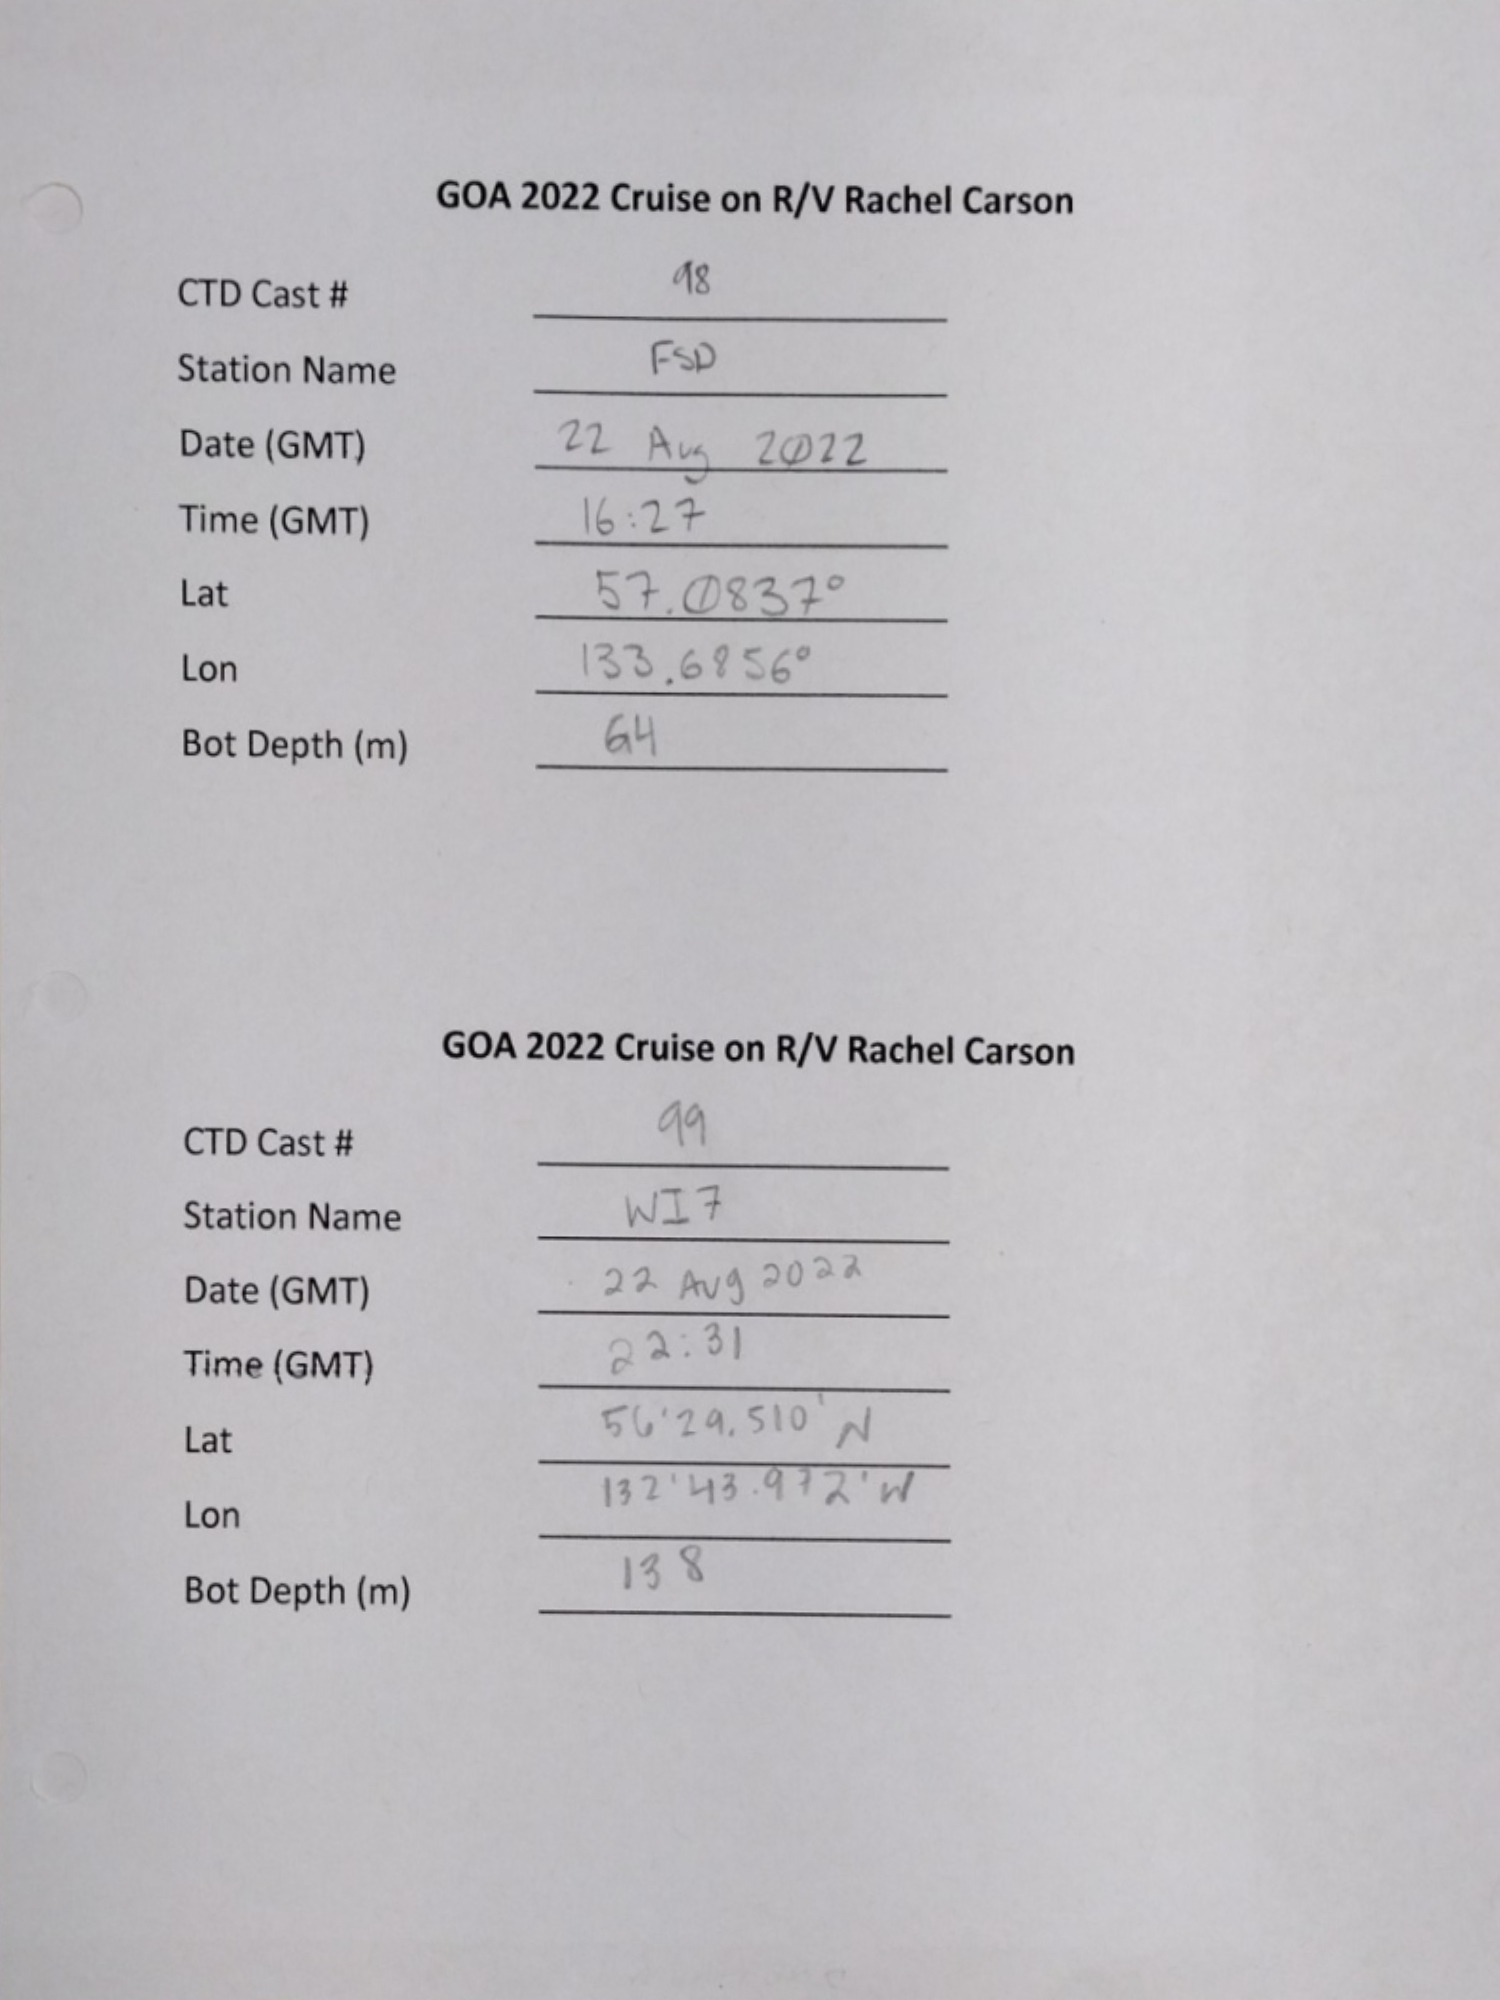 GOA 2022 Cruise on R/V Rachel Carson
CTD Cast # 98
Station Name FSD
Date (GMT) 22 Aug 2022
Time (GMT) 16:27
Lat 57.0837°
Lon 133.6856°
Bot Depth (m) 64
GOA 2022 Cruise on R/V Rachel Carson
CTD Cast # 99
Station Name WI7
Date (GMT) 22 Aug 2022
Time (GMT) 22:31
Lat 56'29.510' N
Lon 132'43.972' W
Bot Depth (m) 138